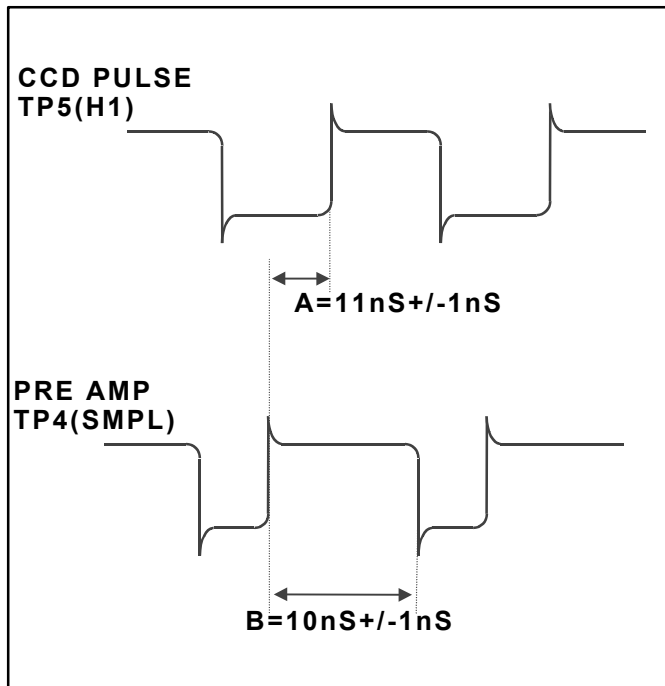 CCD PULSE
TP5(H1)
A=11nS+/-1nS
PRE AMP
TP4(SMPL)
B=10nS+/-1nS